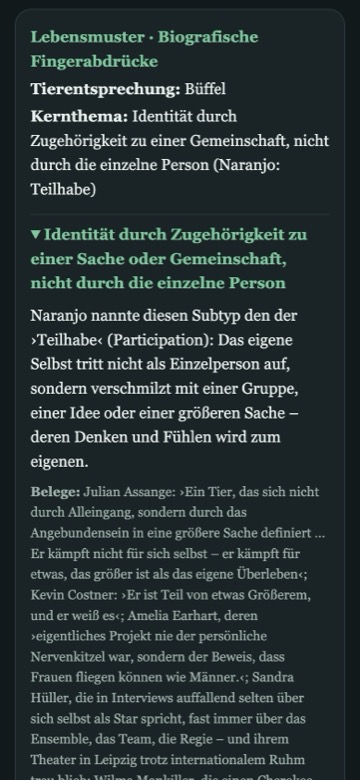 Lebensmuster · Biografische
Fingerabdrücke
Tierentsprechung: Büffel
Kernthema: Identität durch
Zugehörigkeit zu einer Gemeinschaft, nicht
durch die einzelne Person (Naranjo:
Teilhabe)
▼Identität durch Zugehörigkeit zu
einer Sache oder Gemeinschaft,
nicht durch die einzelne Person
Naranjo nannte diesen Subtyp den der
›Teilhabe‹ (Participation): Das eigene
Selbst tritt nicht als Einzelperson auf,
sondern verschmilzt mit einer Gruppe,
einer Idee oder einer größeren Sache –
deren Denken und Fühlen wird zum
eigenen.
Belege: Julian Assange: ›Ein Tier, das sich nicht
durch Alleingang, sondern durch das
Angebundensein in eine größere Sache definiert ...
Er kämpft nicht für sich selbst – er kämpft für
etwas, das größer ist als das eigene Überleben‹;
Kevin Costner: ›Er ist Teil von etwas Größerem,
und er weiß es‹; Amelia Earhart, deren
›eigentliches Projekt nie der persönliche
Nervenkitzel war, sondern der Beweis, dass
Frauen fliegen können wie Männer.‹; Sandra
Hüller, die in Interviews auffallend selten über
sich selbst als Star spricht, fast immer über das
Ensemble, das Team, die Regie – und ihrem
Theater in Leipzig trotz internationalem Ruhm
treu blieb; Wilma Mankiller, die einen Cherokee-